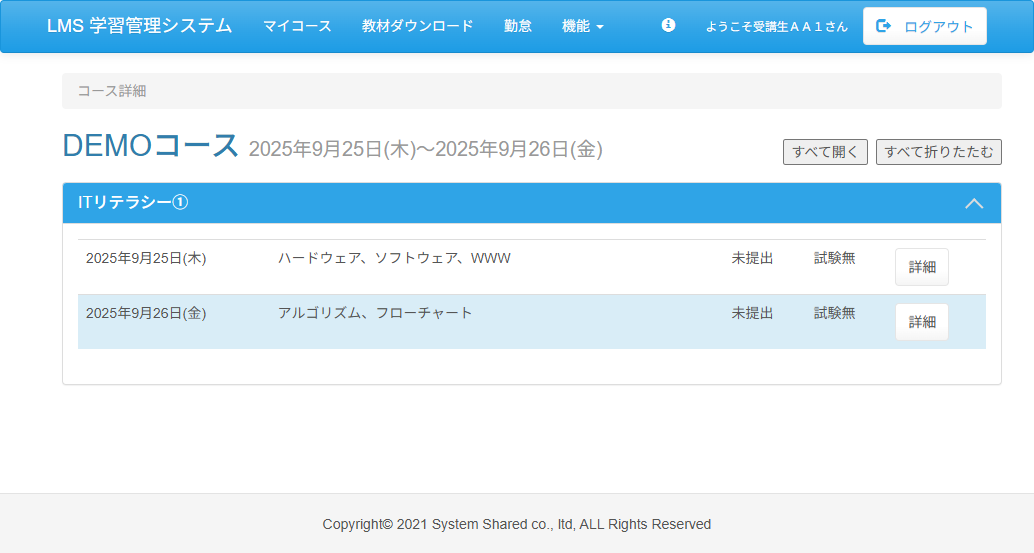 LMS 学習管理システム マイコース 教材ダウンロード 勤怠 機能 ようこそ受講生ＡＡ１さん ログアウト
コース詳細
DEMOコース 2025年9月25日(木)～2025年9月26日(金) すべて開く すべて折りたたむ
ITリテラシー①
2025年9月25日(木) ハードウェア、ソフトウェア、WWW 未提出 試験無 詳細
2025年9月26日(金) アルゴリズム、フローチャート 未提出 試験無 詳細
Copyright© 2021 System Shared co., ltd, ALL Rights Reserved